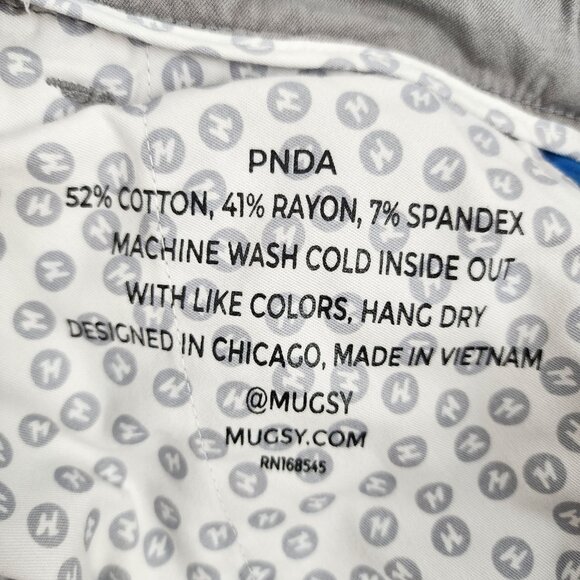 PNDA
52% COTTON, 41% RAYON, 7% SPANDEX
MACHINE WASH COLD INSIDE OUT
WITH LIKE COLORS, HANG DRY
DESIGNED IN CHICAGO, MADE IN VIETNAM
@MUGSY
MUGSY.COM
RN168545